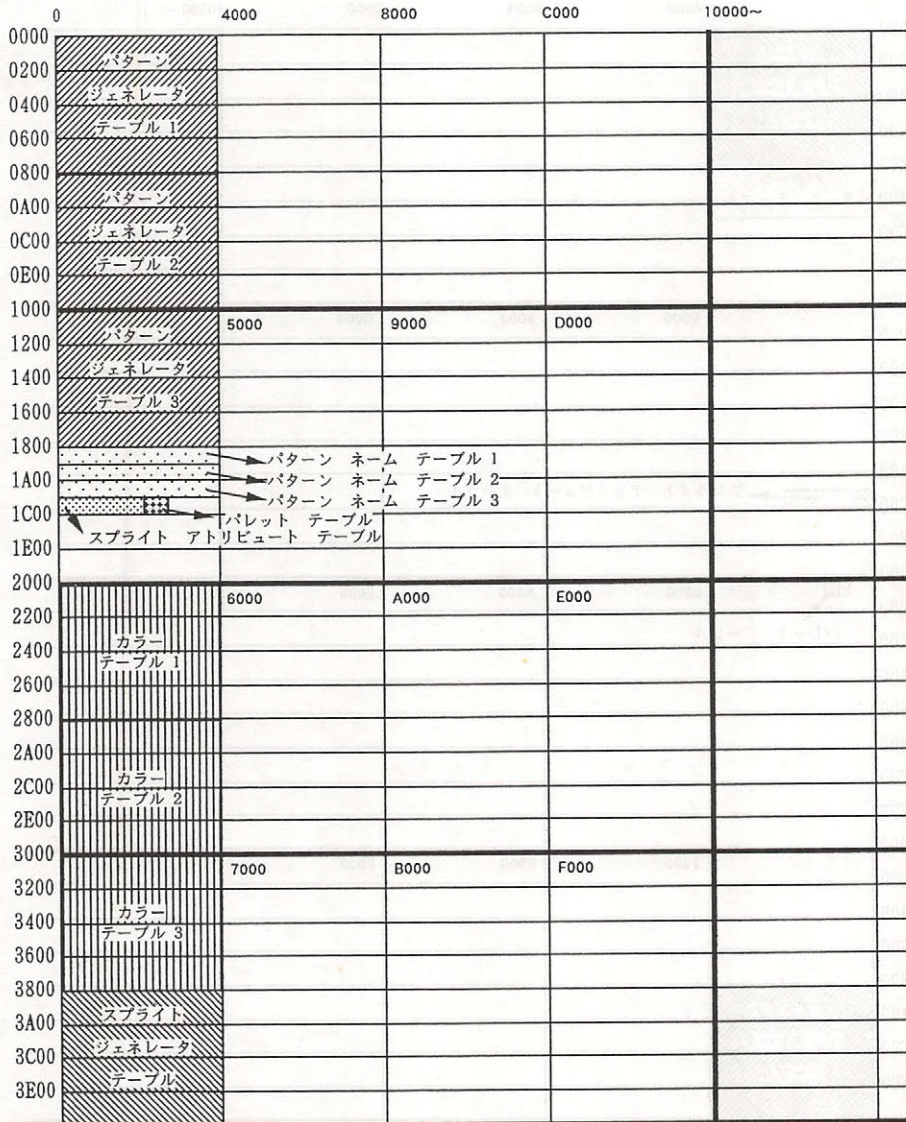 0 4000 8000 C000 10000～
0000
パターン
0200
ジェネレータ
0400
テーブル 1
0600
0800
パターン
0A00
ジェネレータ
0C00
テーブル 2
0E00
1000
5000 9000 D000
パターン
1200
ジェネレータ
1400
テーブル 3
1600
1800
パターン ネーム テーブル 1
1A00
パターン ネーム テーブル 2
パターン ネーム テーブル 3
1C00
パレット テーブル
スプライト アトリビュート テーブル
1E00
2000
6000 A000 E000
2200
カラー
2400
テーブル 1
2600
2800
2A00
カラー
2C00
テーブル 2
2E00
3000
7000 B000 F000
3200
カラー
3400
テーブル 3
3600
3800
スプライト
3A00
ジェネレータ
3C00
テーブル
3E00